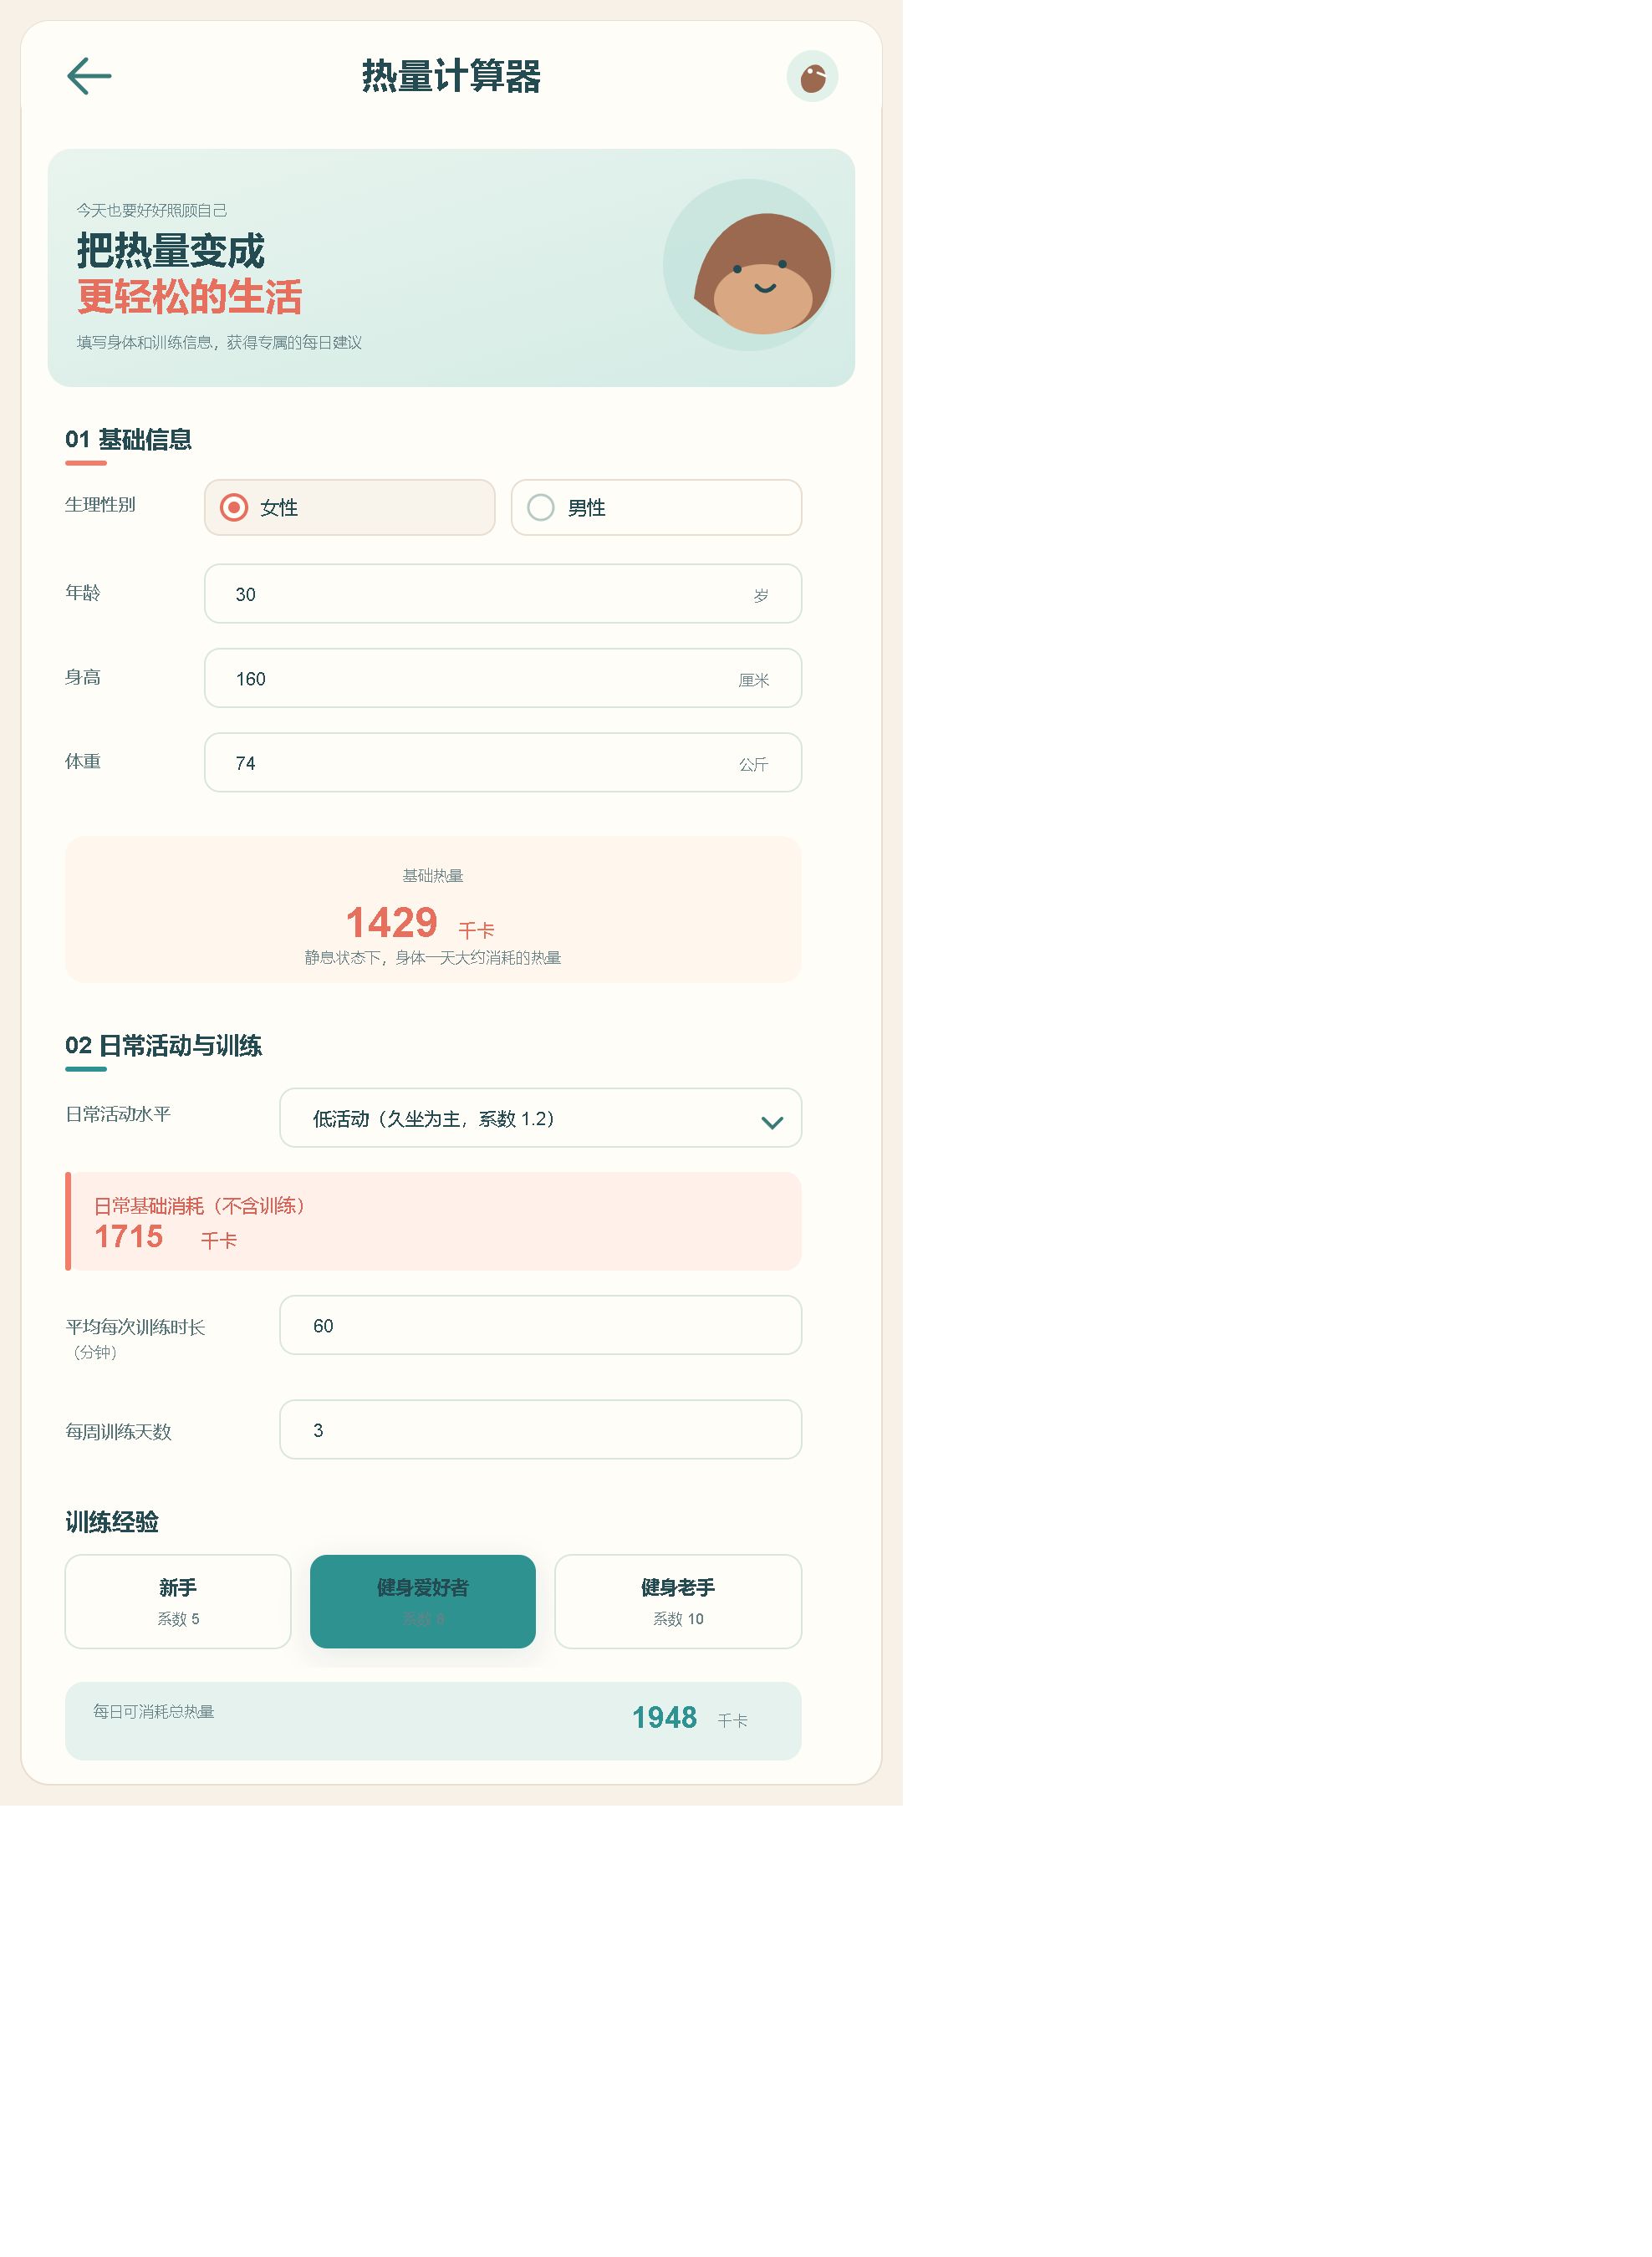 热量计算器
今天也要好好照顾自己
把热量变成
更轻松的生活
填写身体和训练信息，获得专属的每日建议
01 基础信息
生理性别
女性
男性
年龄
30
岁
身高
160
厘米
体重
74
公斤
基础热量
1429 千卡
静息状态下，身体一天大约消耗的热量
02 日常活动与训练
日常活动水平
低活动（久坐为主，系数 1.2）
日常基础消耗（不含训练）
1715 千卡
平均每次训练时长
（分钟）
60
每周训练天数
3
训练经验
新手
系数 5
健身爱好者
系数
健身老手
系数 10
每日可消耗总热量
1948 千卡